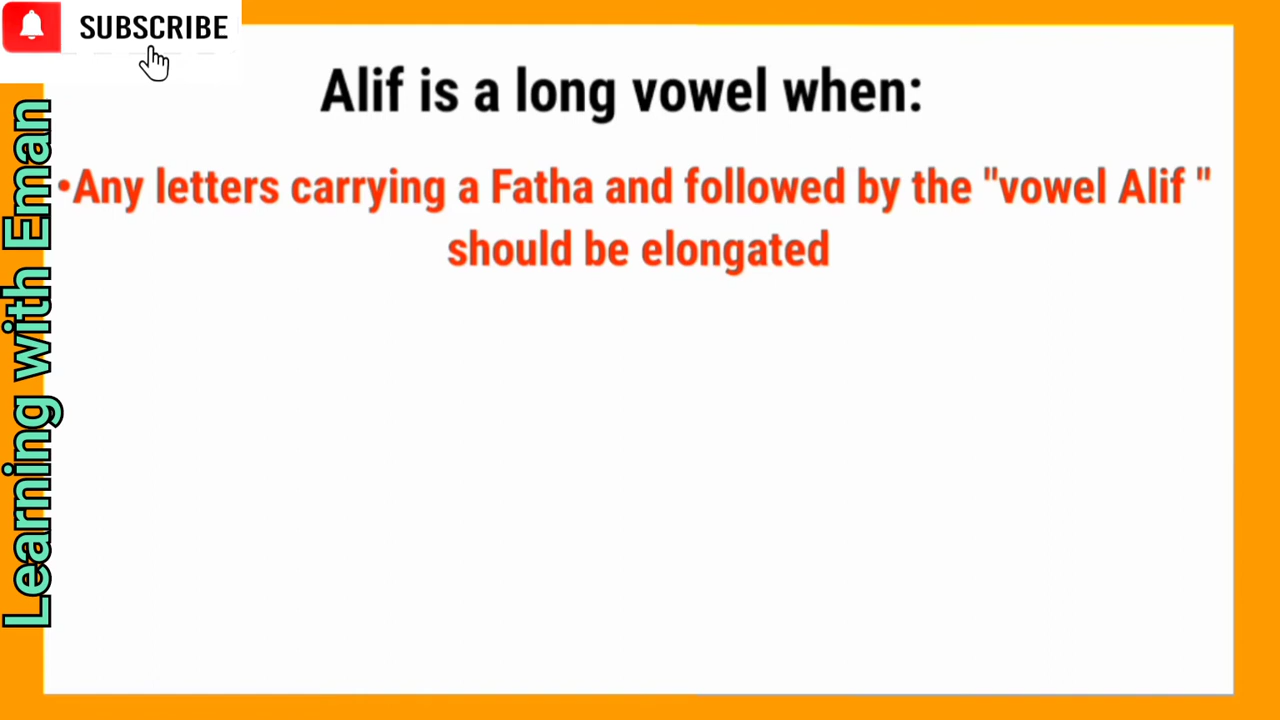 SUBSCRIBE
Alif is a long vowel when:
•Any letters carrying a Fatha and followed by the "vowel Alif "
should be elongated
Learning with Eman